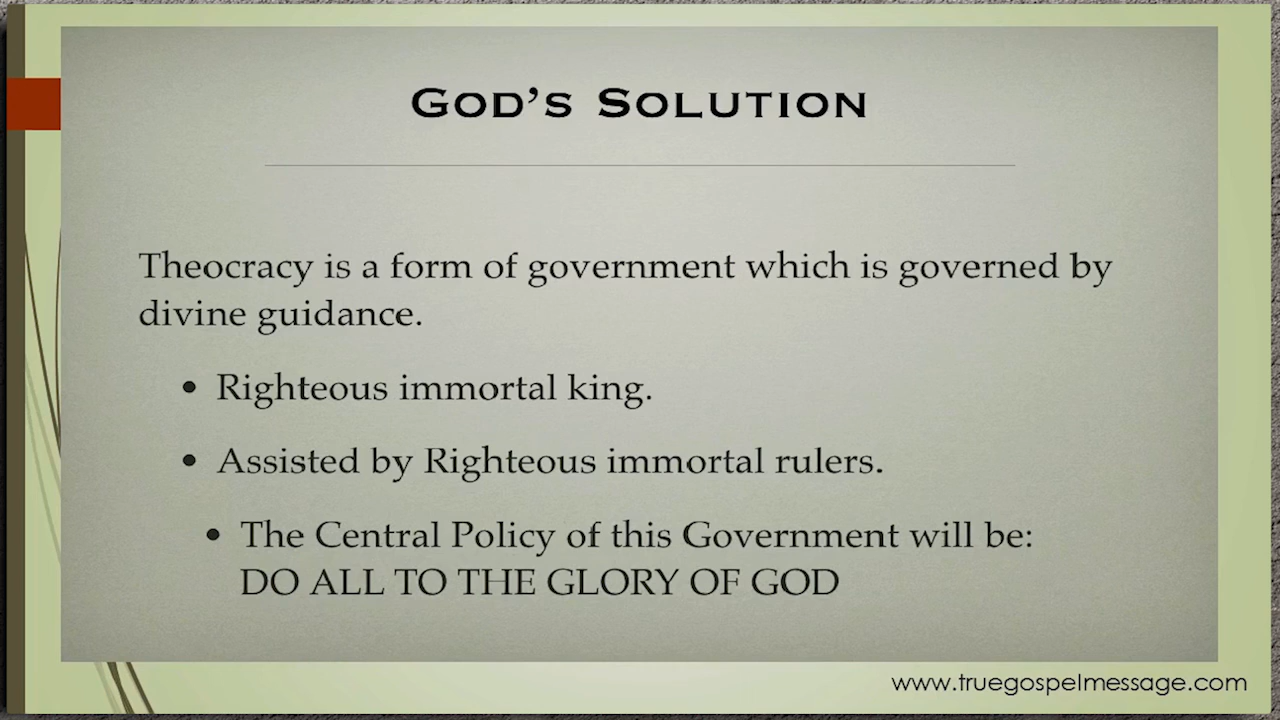 God's Solution
Theocracy is a form of government which is governed by
divine guidance.
• Righteous immortal king.
• Assisted by Righteous immortal rulers.
• The Central Policy of this Government will be:
DO ALL TO THE GLORY OF GOD
www.truegospelmessage.com